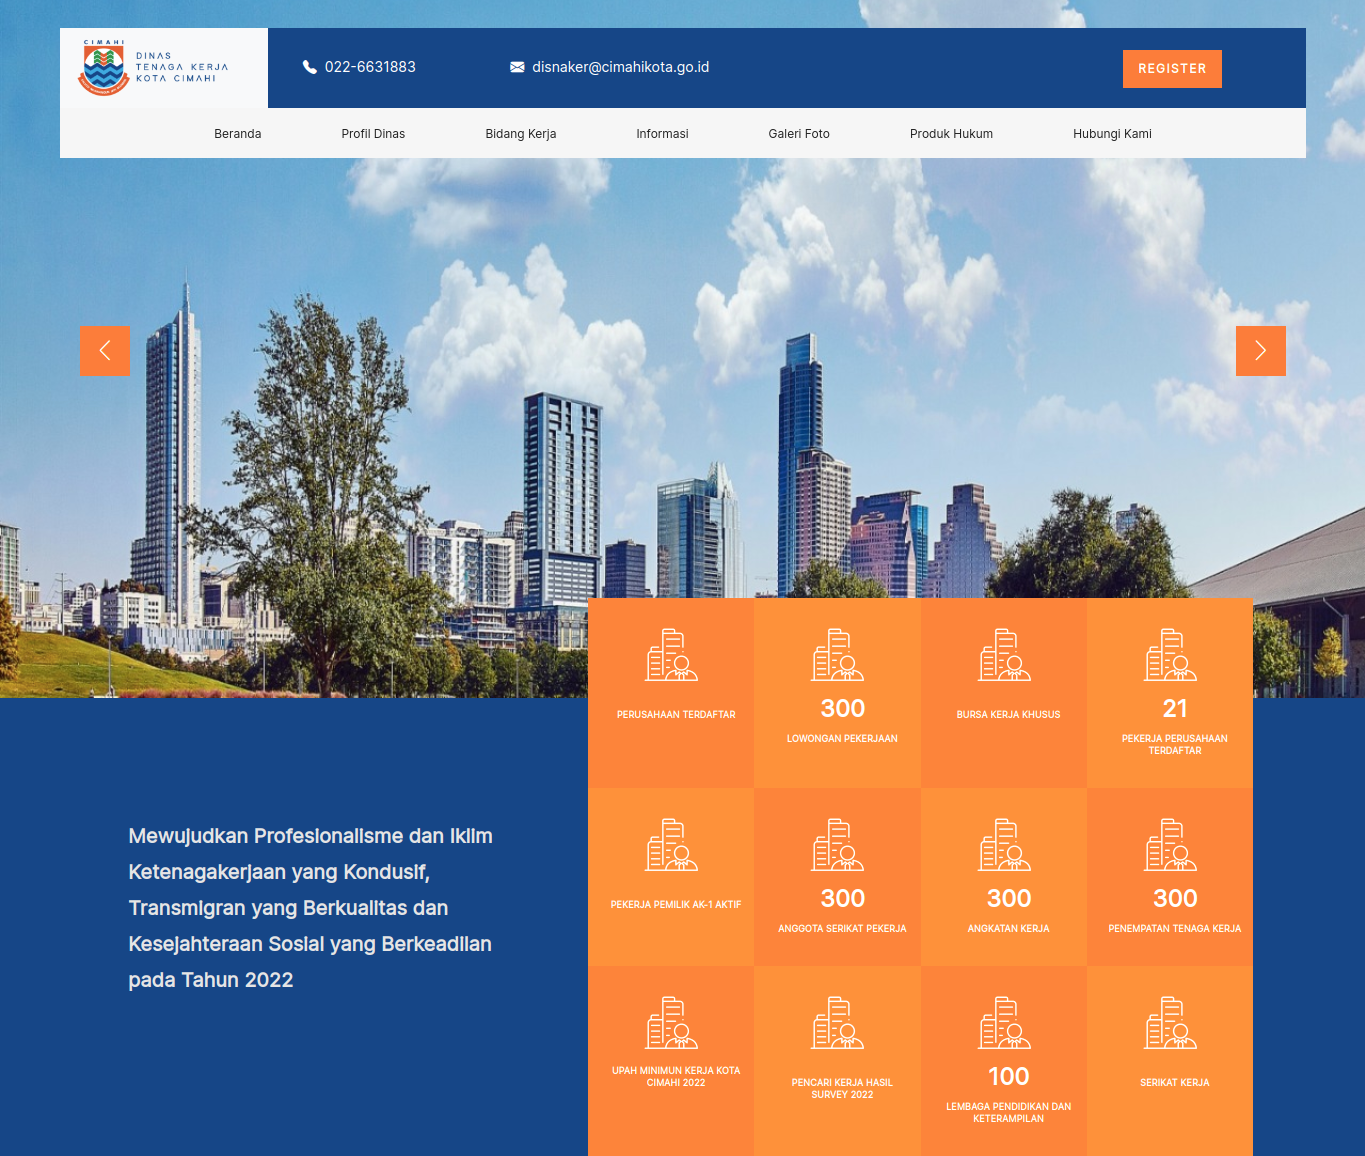 CIMAHI
DINAS
TENAGA KERJA
KOTA CIMAHI
022-6631883
disnaker@cimahikota.go.id
REGISTER
Beranda
Profil Dinas
Bidang Kerja
Informasi
Galeri Foto
Produk Hukum
Hubungi Kami
PERUSAHAAN TERDAFTAR
300
LOWONGAN PEKERJAAN
BURSA KERJA KHUSUS
21
PEKERJA PERUSAHAAN
TERDAFTAR
Mewujudkan Profesionalisme dan Iklim
Ketenagakerjaan yang Kondusif,
Transmigran yang Berkualitas dan
Kesejahteraan Sosial yang Berkeadilan
pada Tahun 2022
PEKERJA PEMILIK AK-1 AKTIF
300
ANGGOTA SERIKAT PEKERJA
300
ANGKATAN KERJA
300
PENEMPATAN TENAGA KERJA
UPAH MINIMUN KERJA KOTA
CIMAHI 2022
PENCARI KERJA HASIL
SURVEY 2022
100
LEMBAGA PENDIDIKAN DAN
KETERAMPILAN
SERIKAT KERJA